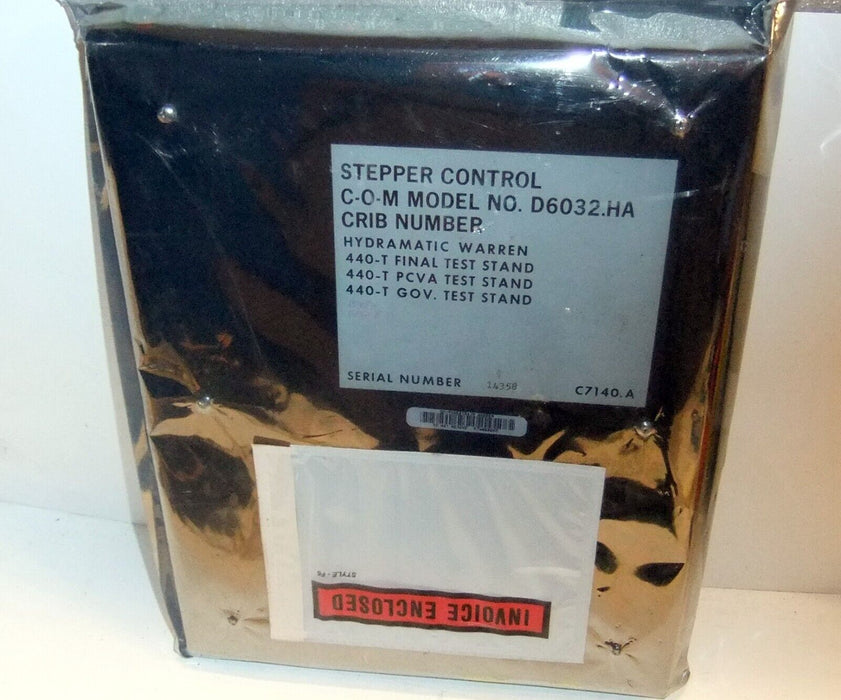 STEPPER CONTROL
C-O-M MODEL NO. D6032.HA
CRIB NUMBER
HYDRAMATIC WARREN
440-T FINAL TEST STAND
440-T PCVA TEST STAND
440-T GOV. TEST STAND
SERIAL NUMBER 14358 C7140.A
STYLE-F6
INVOICE ENCLOSED